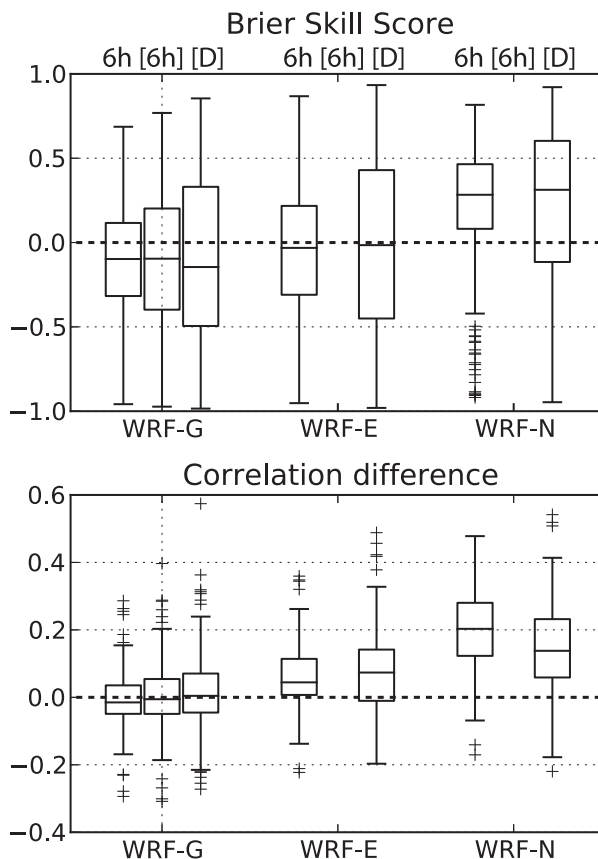 Brier Skill Score
6h [6h] [D] 6h [6h] [D] 6h [6h] [D]
1.0
0.5
0.0
−0.5
−1.0
WRF-G WRF-E WRF-N
Correlation difference
0.6
0.4
0.2
0.0
−0.2
−0.4
WRF-G WRF-E WRF-N